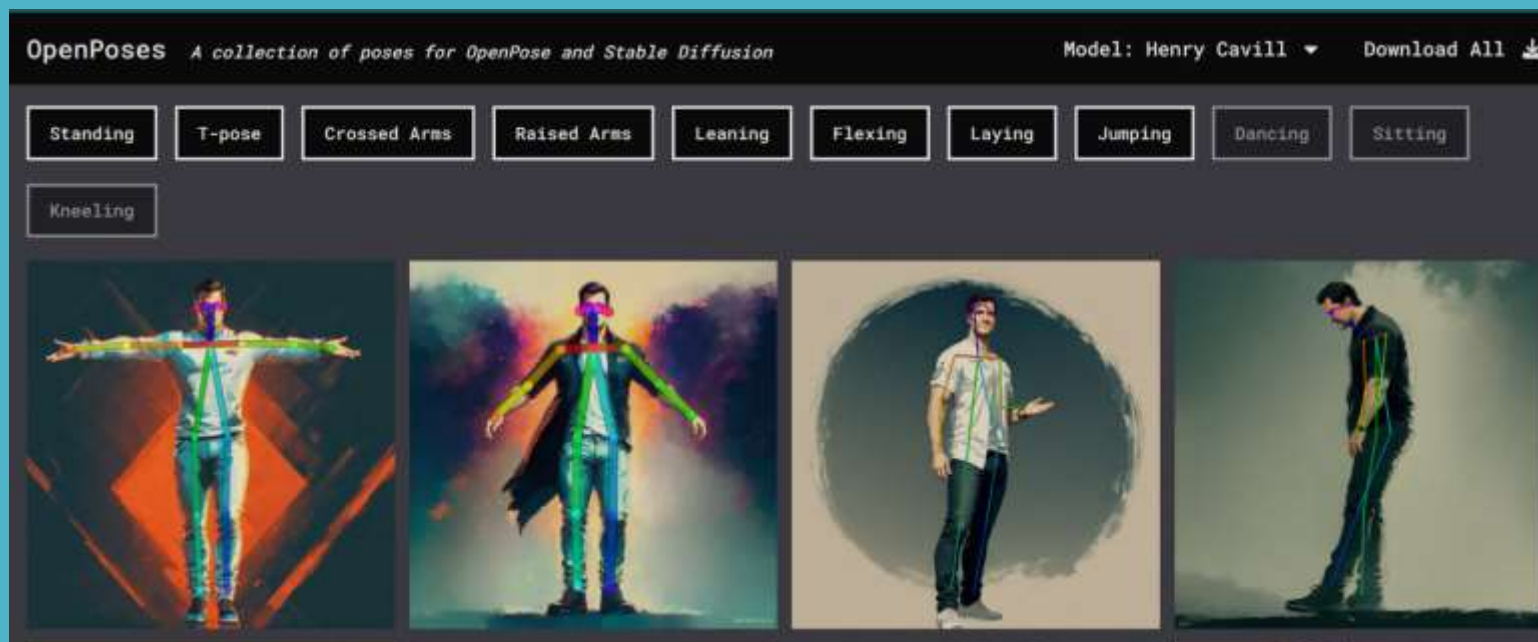 OpenPoses A collection of poses for OpenPose and Stable Diffusion Model: Henry Cavill Download All
Standing T-pose Crossed Arms Raised Arms Leaning Flexing Laying Jumping Dancing Sitting
Kneeling